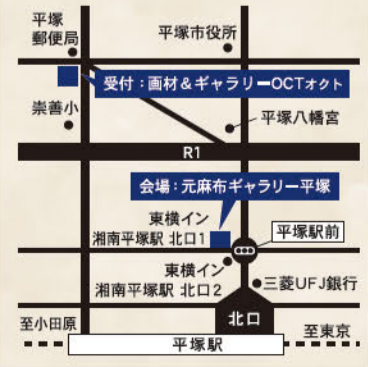 平塚
郵便局
平塚市役所
受付：画材＆ギャラリーOCTオクト
崇善小
平塚八幡宮
R1
会場：元麻布ギャラリー平塚
東横イン
湘南平塚駅 北口1
平塚駅前
東横イン
湘南平塚駅 北口2
三菱UFJ銀行
北口
至小田原
至東京
平塚駅